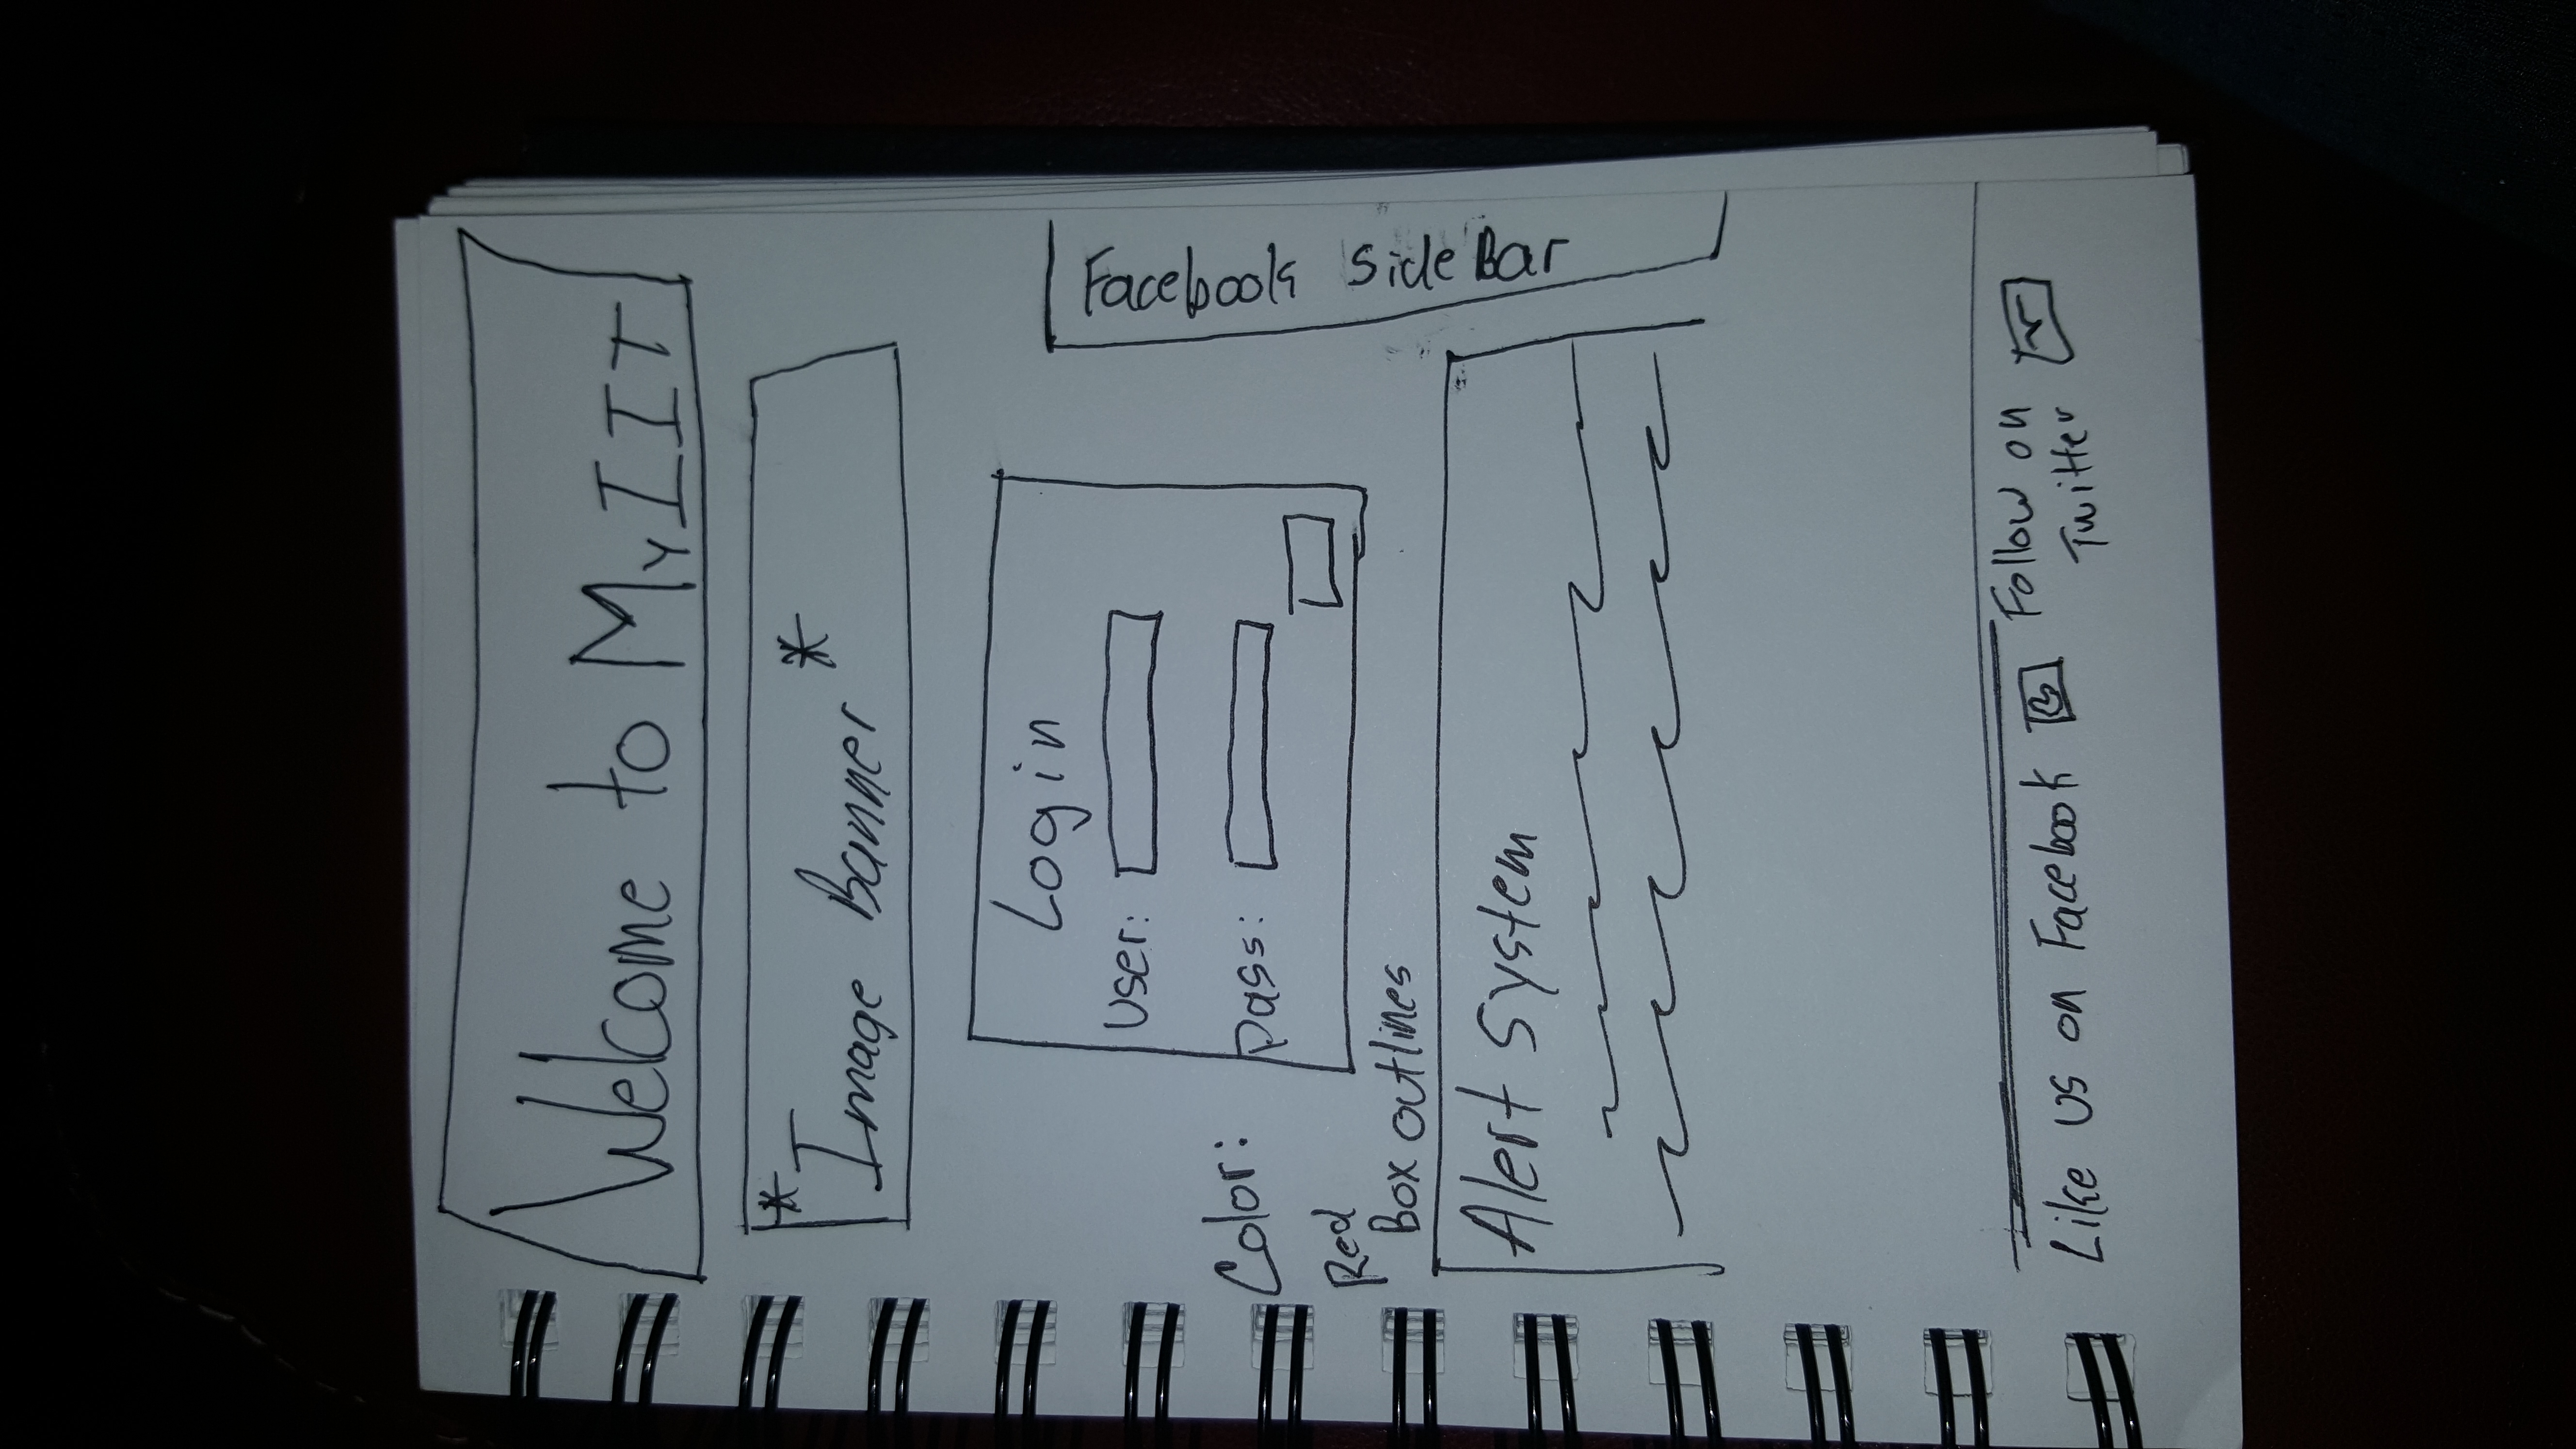 Welcome to MyIIT
*Image Banner*
Login
User:
Pass:
Color:
Red
Box outlines
Facebook Side Bar
Alert System
Like us on Facebook
Follow on
Twitter